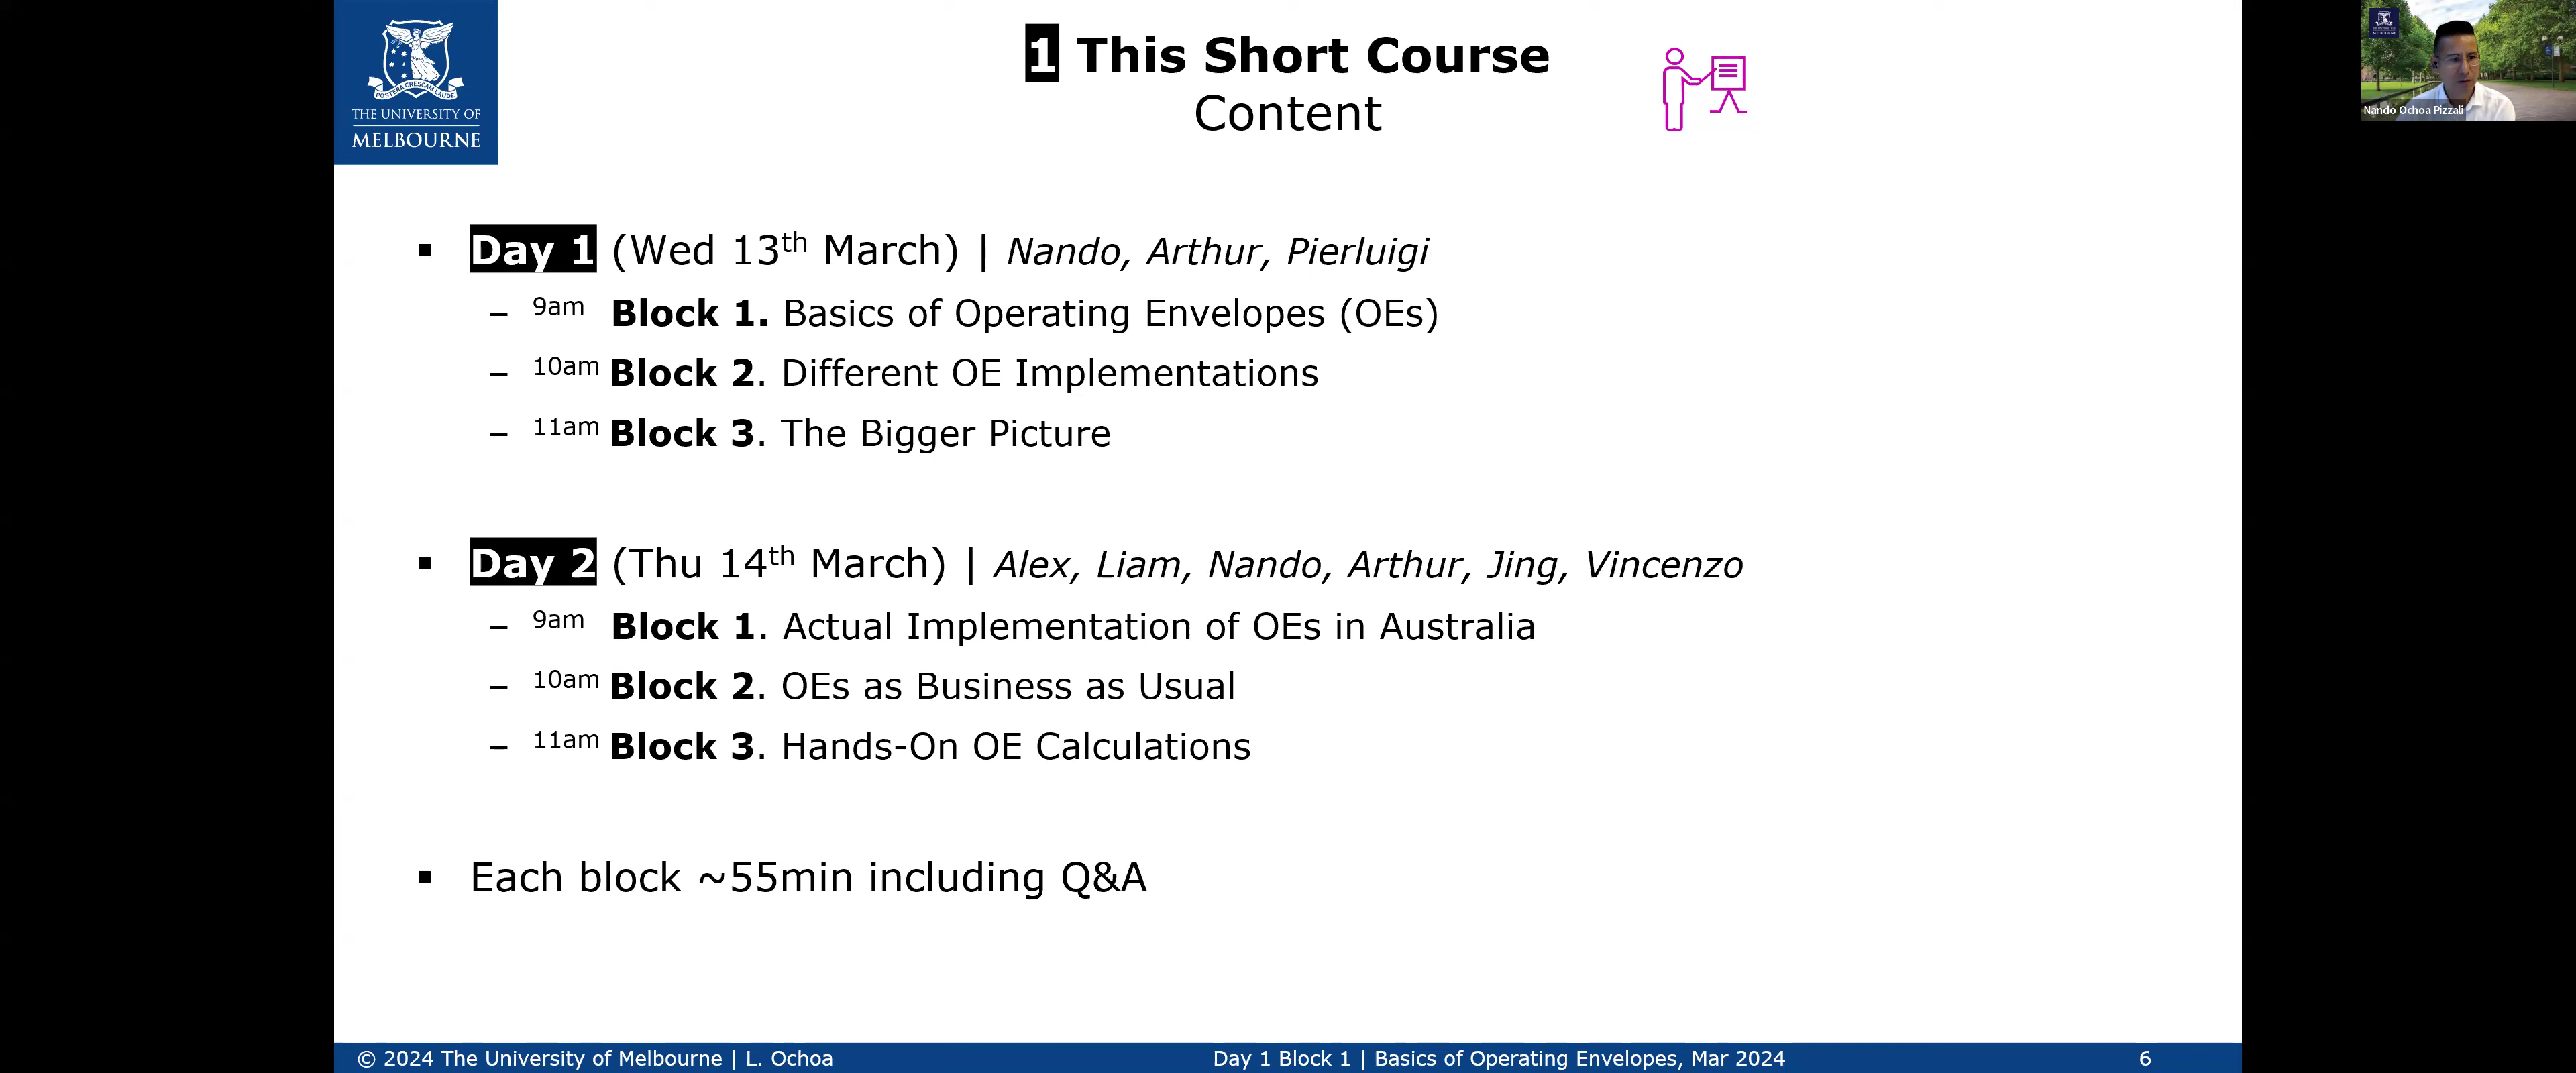 1 This Short Course
Content
POSTERA CRESCAM LAUDE
THE UNIVERSITY OF
MELBOURNE
Nando Ochoa Pizzali
▪ Day 1 (Wed 13th March) | Nando, Arthur, Pierluigi
– 9am Block 1. Basics of Operating Envelopes (OEs)
– 10am Block 2. Different OE Implementations
– 11am Block 3. The Bigger Picture
▪ Day 2 (Thu 14th March) | Alex, Liam, Nando, Arthur, Jing, Vincenzo
– 9am Block 1. Actual Implementation of OEs in Australia
– 10am Block 2. OEs as Business as Usual
– 11am Block 3. Hands-On OE Calculations
▪ Each block ~55min including Q&A
© 2024 The University of Melbourne | L. Ochoa
Day 1 Block 1 | Basics of Operating Envelopes, Mar 2024
6